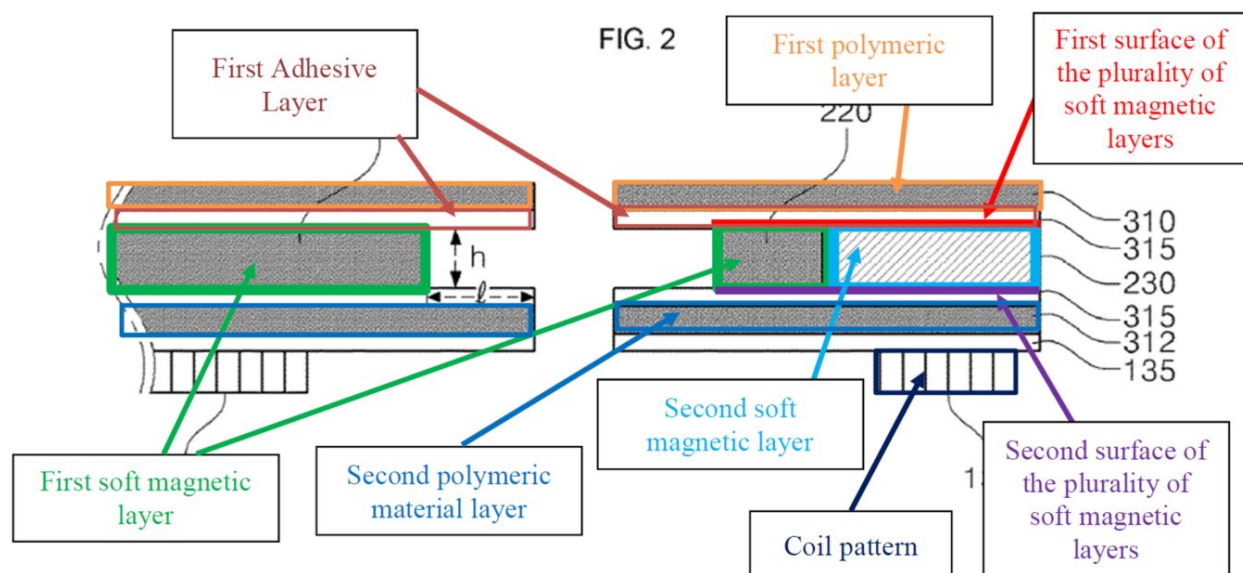 FIG. 2
First Adhesive
Layer
First polymeric
layer
First surface of
the plurality of
soft magnetic
layers
220
310
315
230
315
312
135
h
ℓ
First soft magnetic
layer
Second polymeric
material layer
Second soft
magnetic layer
Coil pattern
Second surface of
the plurality of
soft magnetic
layers